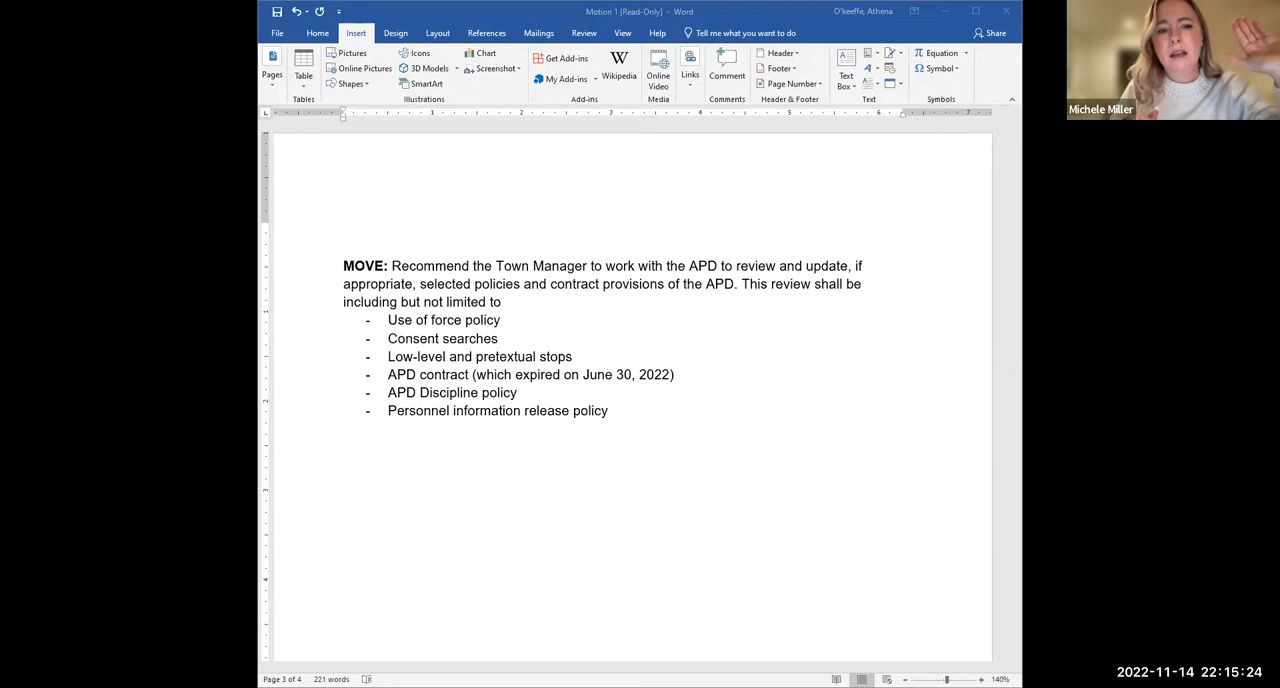 Motion 1 [Read-Only] - Word
O'keeffe, Athena
File Home Insert Design Layout References Mailings Review View Help Tell me what you want to do Share
Pages
Table
Tables
Pictures
Online Pictures
Shapes
Icons
3D Models
SmartArt
Chart
Screenshot
Illustrations
Get Add-ins
My Add-ins
W
Wikipedia
Add-ins
Online
Video
Media
Links
Comment
Comments
Header
Footer
Page Number
Header & Footer
Text
Box
Text
Equation
Symbol
Symbols
1 2 3 4 5 6 7
MOVE: Recommend the Town Manager to work with the APD to review and update, if
appropriate, selected policies and contract provisions of the APD. This review shall be
including but not limited to
- Use of force policy
- Consent searches
- Low-level and pretextual stops
- APD contract (which expired on June 30, 2022)
- APD Discipline policy
- Personnel information release policy
Page 3 of 4 221 words
140%
Michele Miller
2022-11-14 22:15:24